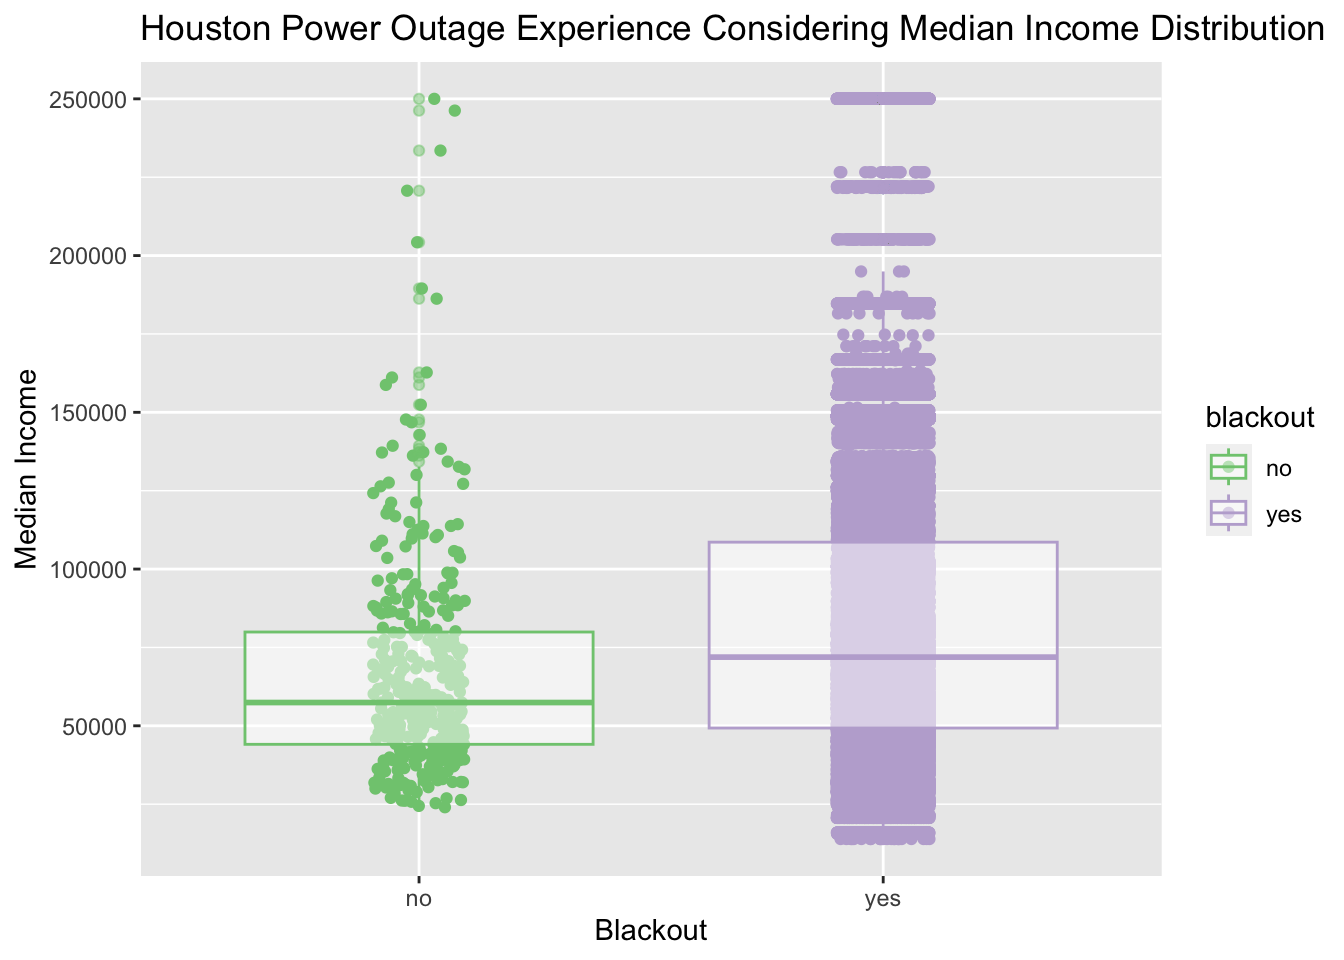 Houston Power Outage Experience Considering Median Income Distribution
250000
200000
150000
100000
50000
Median Income
no
yes
Blackout
blackout
no
yes